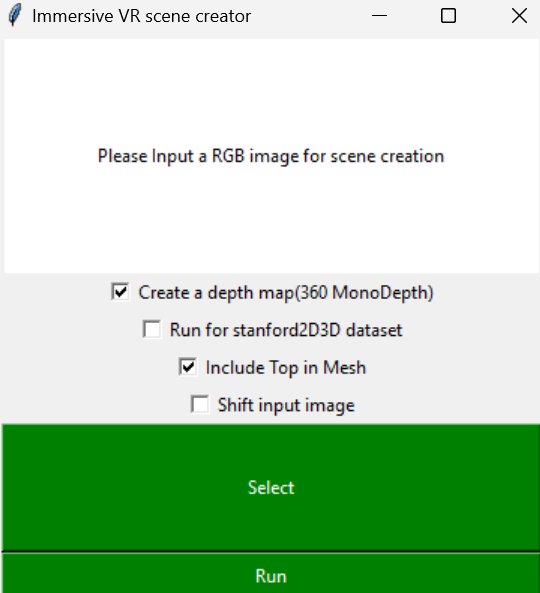 Immersive VR scene creator
Please Input a RGB image for scene creation
Create a depth map(360 MonoDepth)
Run for stanford2D3D dataset
Include Top in Mesh
Shift input image
Select
Run